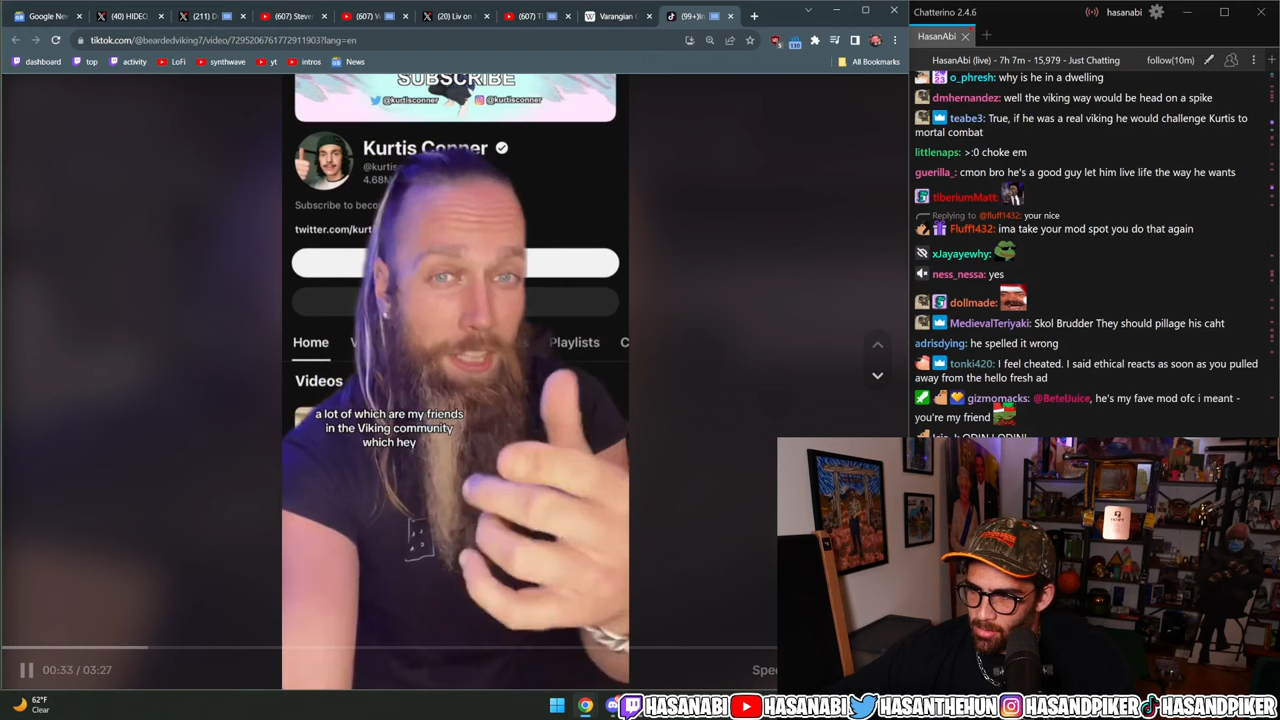 Google Ne
(40) HIDEO
(211)
(607) Steve
(607)
(20) Liv on
(607)
Varangian
(99+)
tiktok.com/@beardedviking7/video/7295206761772911903?lang=en
dashboard
top
activity
LoFi
synthwave
yt
intros
News
All Bookmarks
SUBSCRIBE
@kurtisconner
@kurtisconner
Kurtis Conner
@kurtis
4.68M
Subscribe to beco
twitter.com/kurt
Home
V
s
Playlists
C
Videos
a lot of which are my friends
in the Viking community
which hey
00:33 / 03:27
Spee
62°F
Clear
Chatterino 2.4.6
hasanabi
HasanAbi
HasanAbi (live) - 7h 7m - 15,979 - Just Chatting
follow(10m)
o_phresh: why is he in a dwelling
dmhernandez: well the viking way would be head on a spike
teabe3: True, if he was a real viking he would challenge Kurtis to
mortal combat
littlenaps: >:0 choke em
guerilla_: cmon bro he's a good guy let him live life the way he wants
tiberiumMatt:
Replying to @fluff1432: your nice
Fluff1432: ima take your mod spot you do that again
xJayayewhy:
ness_nessa: yes
dollmade:
MedievalTeriyaki: Skol Brudder They should pillage his caht
adrisdying: he spelled it wrong
tonki420: I feel cheated. I said ethical reacts as soon as you pulled
away from the hello fresh ad
gizmomacks: @BetelJuice, he's my fave mod ofc i meant -
you're my friend
HASANABI
HASANABI
HASANTHEHUN
HASANDPIKER
HASANDPIKER